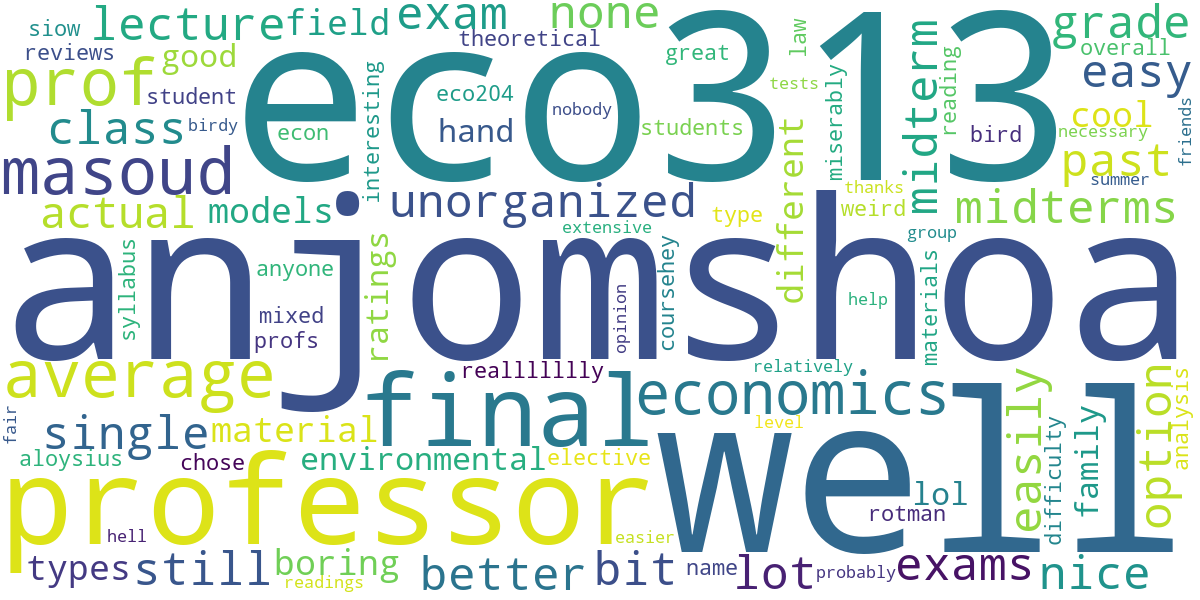 siow
lecture
field
exam
none
grade
reviews
theoretical
great
law
overall
prof
good
eco313
easy
student
eco204
nobody
tests
midterm
reading
cool
class
birdy
econ
hand
students
miserably
bird
necessary
friends
masoud
interesting
different
past
summer
actual
models
unorganized
type
thanks
weird
midterms
extensive
group
syllabus
anjomshoa
anyone
ratings
coursehey
materials
mixed
help
profs
opinion
average
realllllly
relatively
final
economics
well
easily
option
analysis
fair
single
material
level
difficulty
family
aloysius
chose
environmental
elective
professor
lol
rotman
hell
easier
types
still
boring
readings
better
bit
name
lot
probably
exams
nice